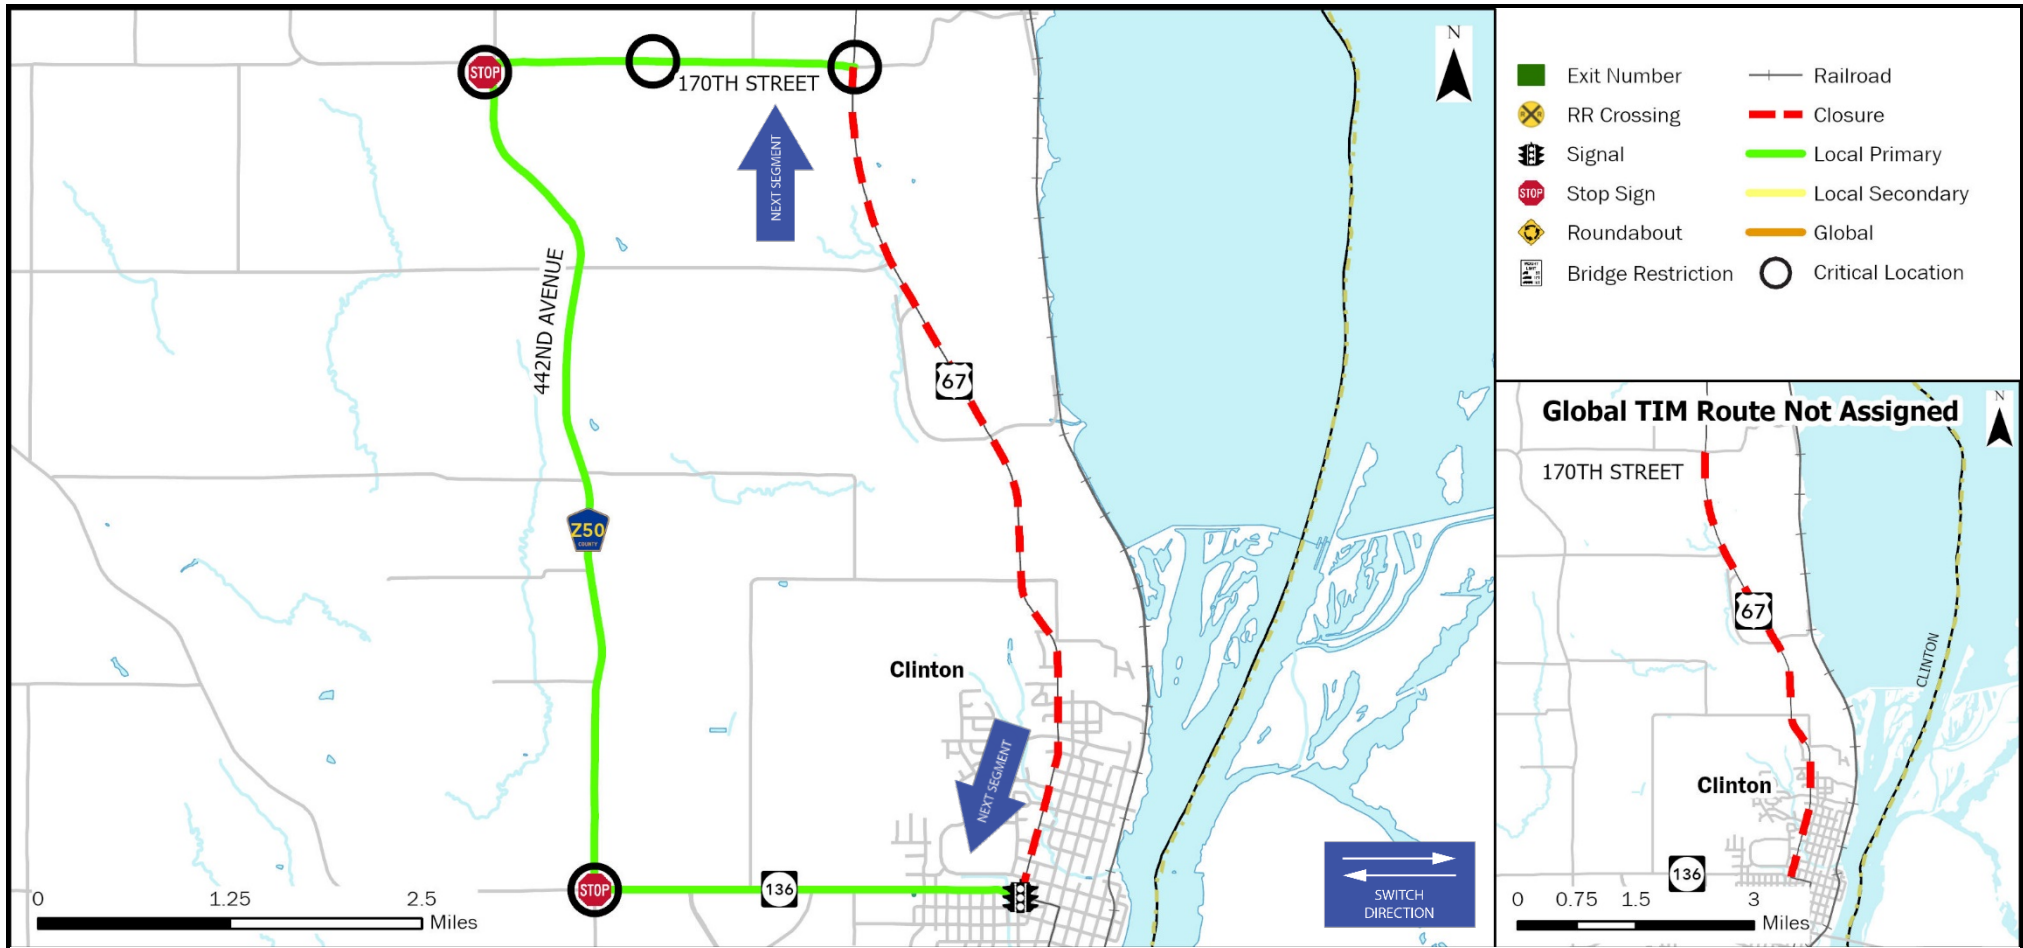 STOP
170TH STREET
NEXT SEGMENT
N
442ND AVENUE
67
Z50
COUNTY
Clinton
NEXT SEGMENT
STOP
136
0 1.25 2.5
Miles
SWITCH
DIRECTION
Exit Number
RR Crossing
Signal
STOP Stop Sign
Roundabout
Bridge Restriction
Railroad
Closure
Local Primary
Local Secondary
Global
Critical Location
Global TIM Route Not Assigned
N
170TH STREET
67
CLINTON
Clinton
136
0 0.75 1.5 3
Miles